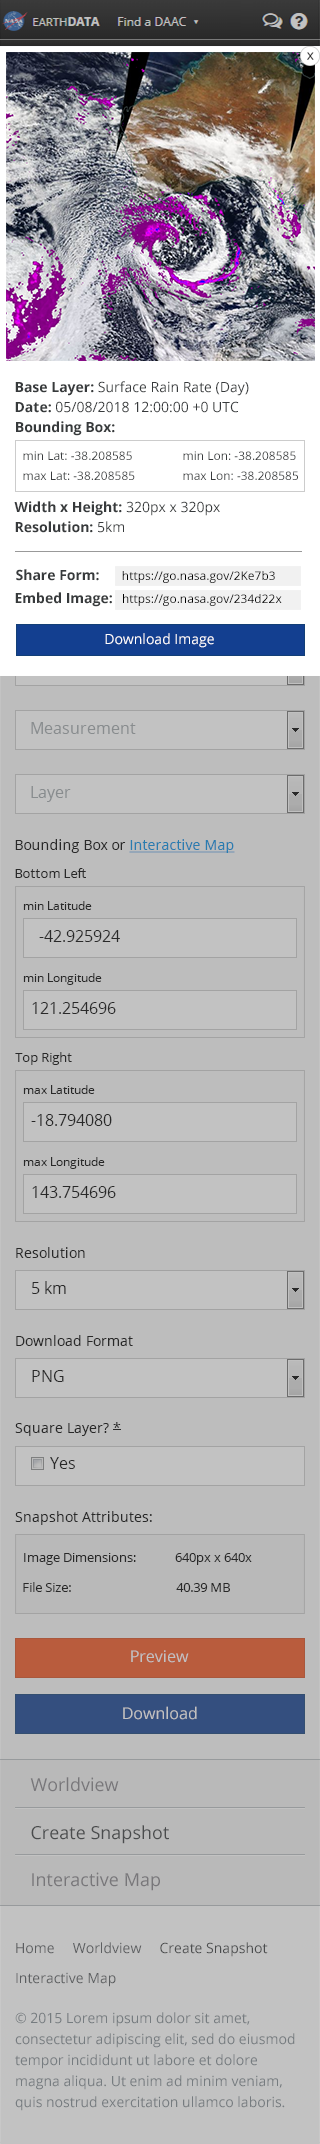 NASA EARTHDATA Find a DAAC ?
X
Base Layer: Surface Rain Rate (Day)
Date: 05/08/2018 12:00:00 +0 UTC
Bounding Box:
min Lat: -38.208585 min Lon: -38.208585
max Lat: -38.208585 max Lon: -38.208585
Width x Height: 320px x 320px
Resolution: 5km
Share Form: https://go.nasa.gov/2Ke7b3
Embed Image: https://go.nasa.gov/234d22x
Download Image
Measurement
Layer
Bounding Box or Interactive Map
Bottom Left
min Latitude
-42.925924
min Longitude
121.254696
Top Right
max Latitude
-18.794080
max Longitude
143.754696
Resolution
5 km
Download Format
PNG
Square Layer? *
Yes
Snapshot Attributes:
Image Dimensions: 640px x 640x
File Size: 40.39 MB
Preview
Download
Worldview
Create Snapshot
Interactive Map
Home Worldview Create Snapshot
Interactive Map
© 2015 Lorem ipsum dolor sit amet,
consectetur adipiscing elit, sed do eiusmod
tempor incididunt ut labore et dolore
magna aliqua. Ut enim ad minim veniam,
quis nostrud exercitation ullamco laboris.